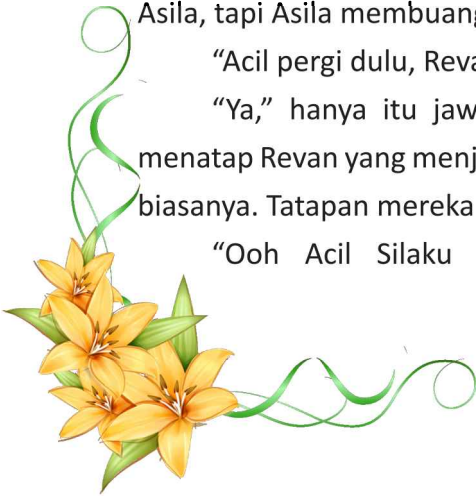 Asila, tapi Asila membuang
“Acil pergi dulu, Reva
“Ya,” hanya itu jaw
menatap Revan yang menj
biasanya. Tatapan mereka
“Ooh Acil Silaku